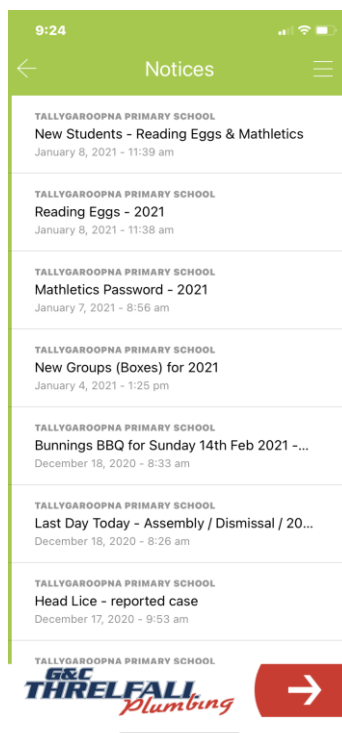 9:24
Notices
TALLYGAROOPNA PRIMARY SCHOOL
New Students - Reading Eggs & Mathletics
January 8, 2021 - 11:39 am
TALLYGAROOPNA PRIMARY SCHOOL
Reading Eggs - 2021
January 8, 2021 - 11:38 am
TALLYGAROOPNA PRIMARY SCHOOL
Mathletics Password - 2021
January 7, 2021 - 8:56 am
TALLYGAROOPNA PRIMARY SCHOOL
New Groups (Boxes) for 2021
January 4, 2021 - 1:25 pm
TALLYGAROOPNA PRIMARY SCHOOL
Bunnings BBQ for Sunday 14th Feb 2021 -...
December 18, 2020 - 8:33 am
TALLYGAROOPNA PRIMARY SCHOOL
Last Day Today - Assembly / Dismissal / 20...
December 18, 2020 - 8:26 am
TALLYGAROOPNA PRIMARY SCHOOL
Head Lice - reported case
December 17, 2020 - 9:53 am
TALLYGAROOPNA PRIMARY SCHOOL
G&C
THRELFALL
Plumbing